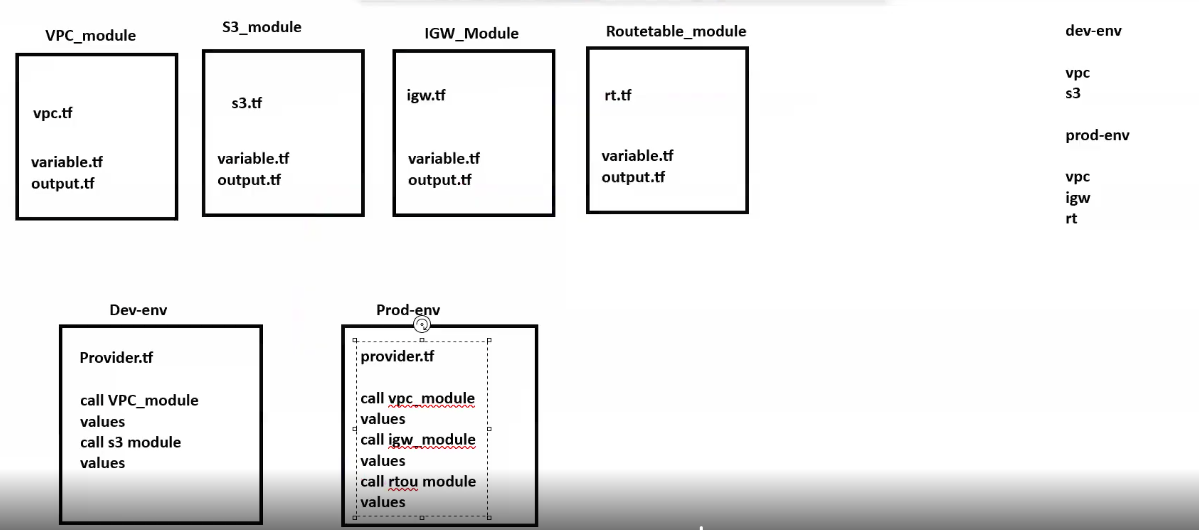 VPC_module
vpc.tf
variable.tf
output.tf
S3_module
s3.tf
variable.tf
output.tf
IGW_Module
igw.tf
variable.tf
output.tf
Routetable_module
rt.tf
variable.tf
output.tf
dev-env
vpc
s3
prod-env
vpc
igw
rt
Dev-env
Provider.tf
call VPC_module
values
call s3 module
values
Prod-env
provider.tf
call vpc_module
values
call igw_module
values
call rtou module
values